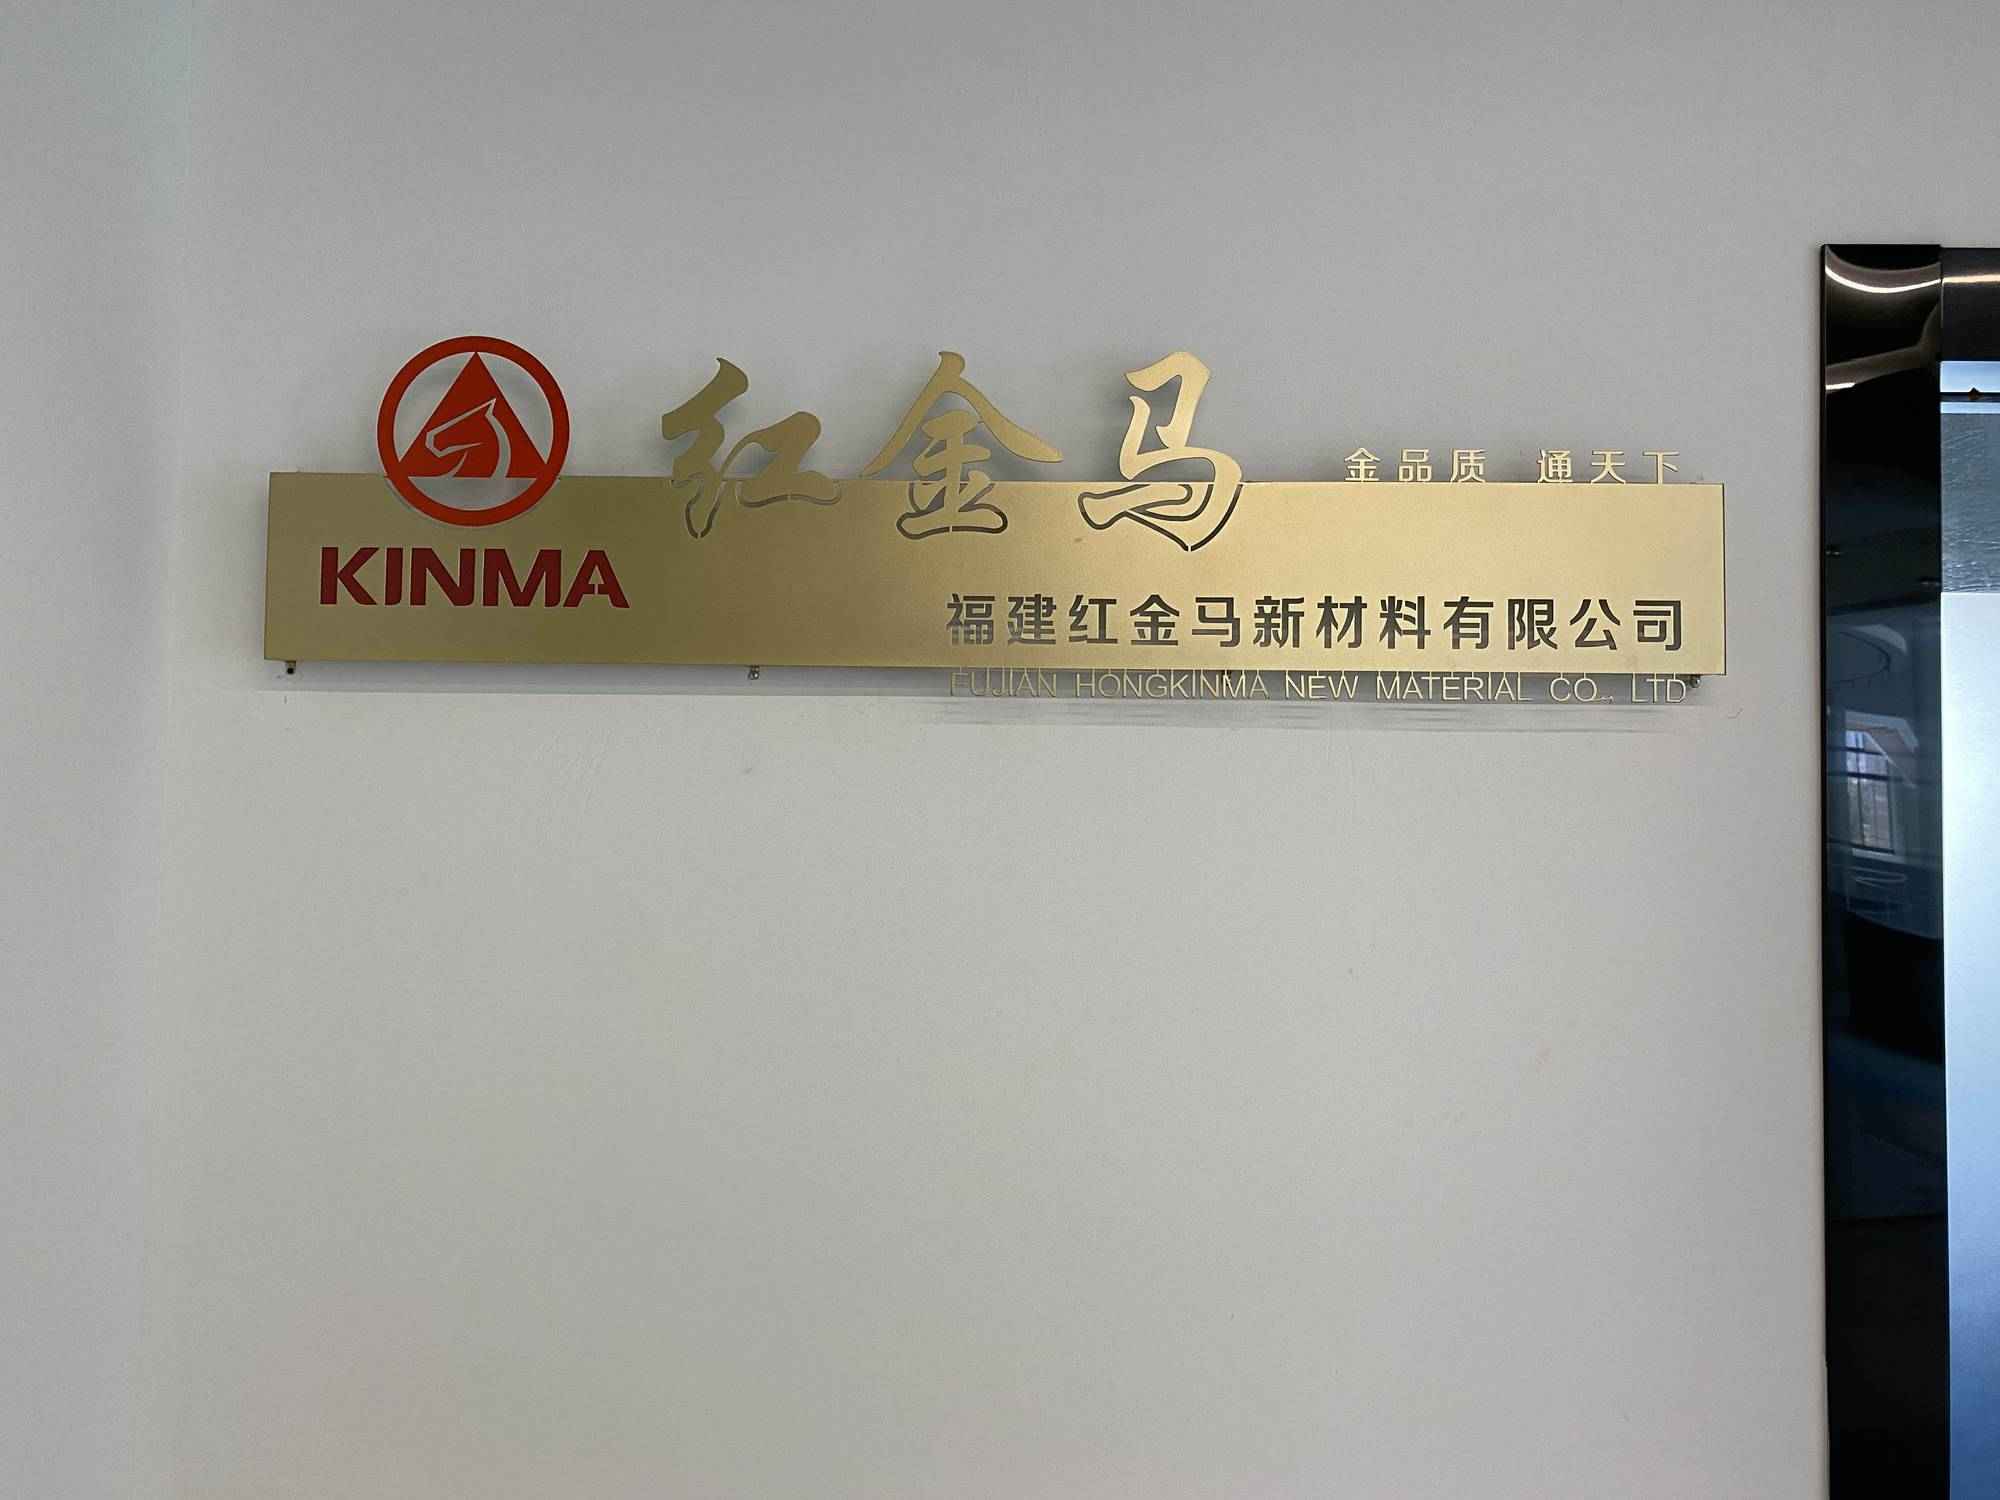 红金马
金品质 通天下
KINMA
福建红金马新材料有限公司
FUJIAN HONGKINMA NEW MATERIAL CO., LTD